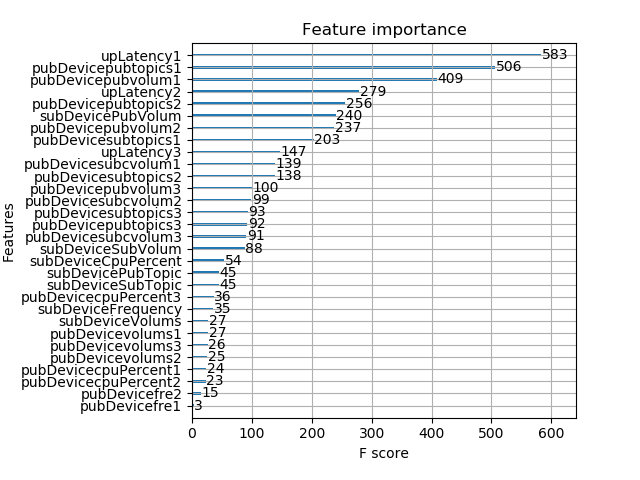 Feature importance
Features
upLatency1 583
pubDevicepubtopics1 506
pubDevicepubvolum1 409
upLatency2 279
pubDevicepubtopics2 256
subDevicePubVolum 240
pubDevicepubvolum2 237
pubDevicesubtopics1 203
upLatency3 147
pubDevicesubcvolum1 139
pubDevicesubtopics2 138
pubDevicepubvolum3 100
pubDevicesubcvolum2 99
pubDevicesubtopics3 93
pubDevicepubtopics3 92
pubDevicesubcvolum3 91
subDeviceSubVolum 88
subDeviceCpuPercent 54
subDevicePubTopic 45
subDeviceSubTopic 45
pubDevicecpuPercent3 36
subDeviceFrequency 35
subDeviceVolums 27
pubDevicevolums1 27
pubDevicevolums3 26
pubDevicevolums2 25
pubDevicecpuPercent1 24
pubDevicecpuPercent2 23
pubDevicefre2 15
pubDevicefre1 3
0 100 200 300 400 500 600
F score